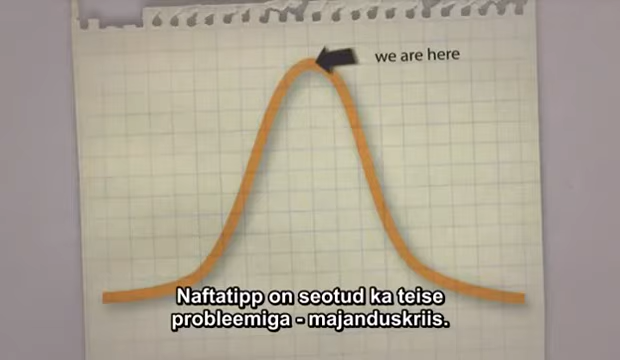 we are here
Naftatipp on seotud ka teise
probleemiga - majanduskriis.